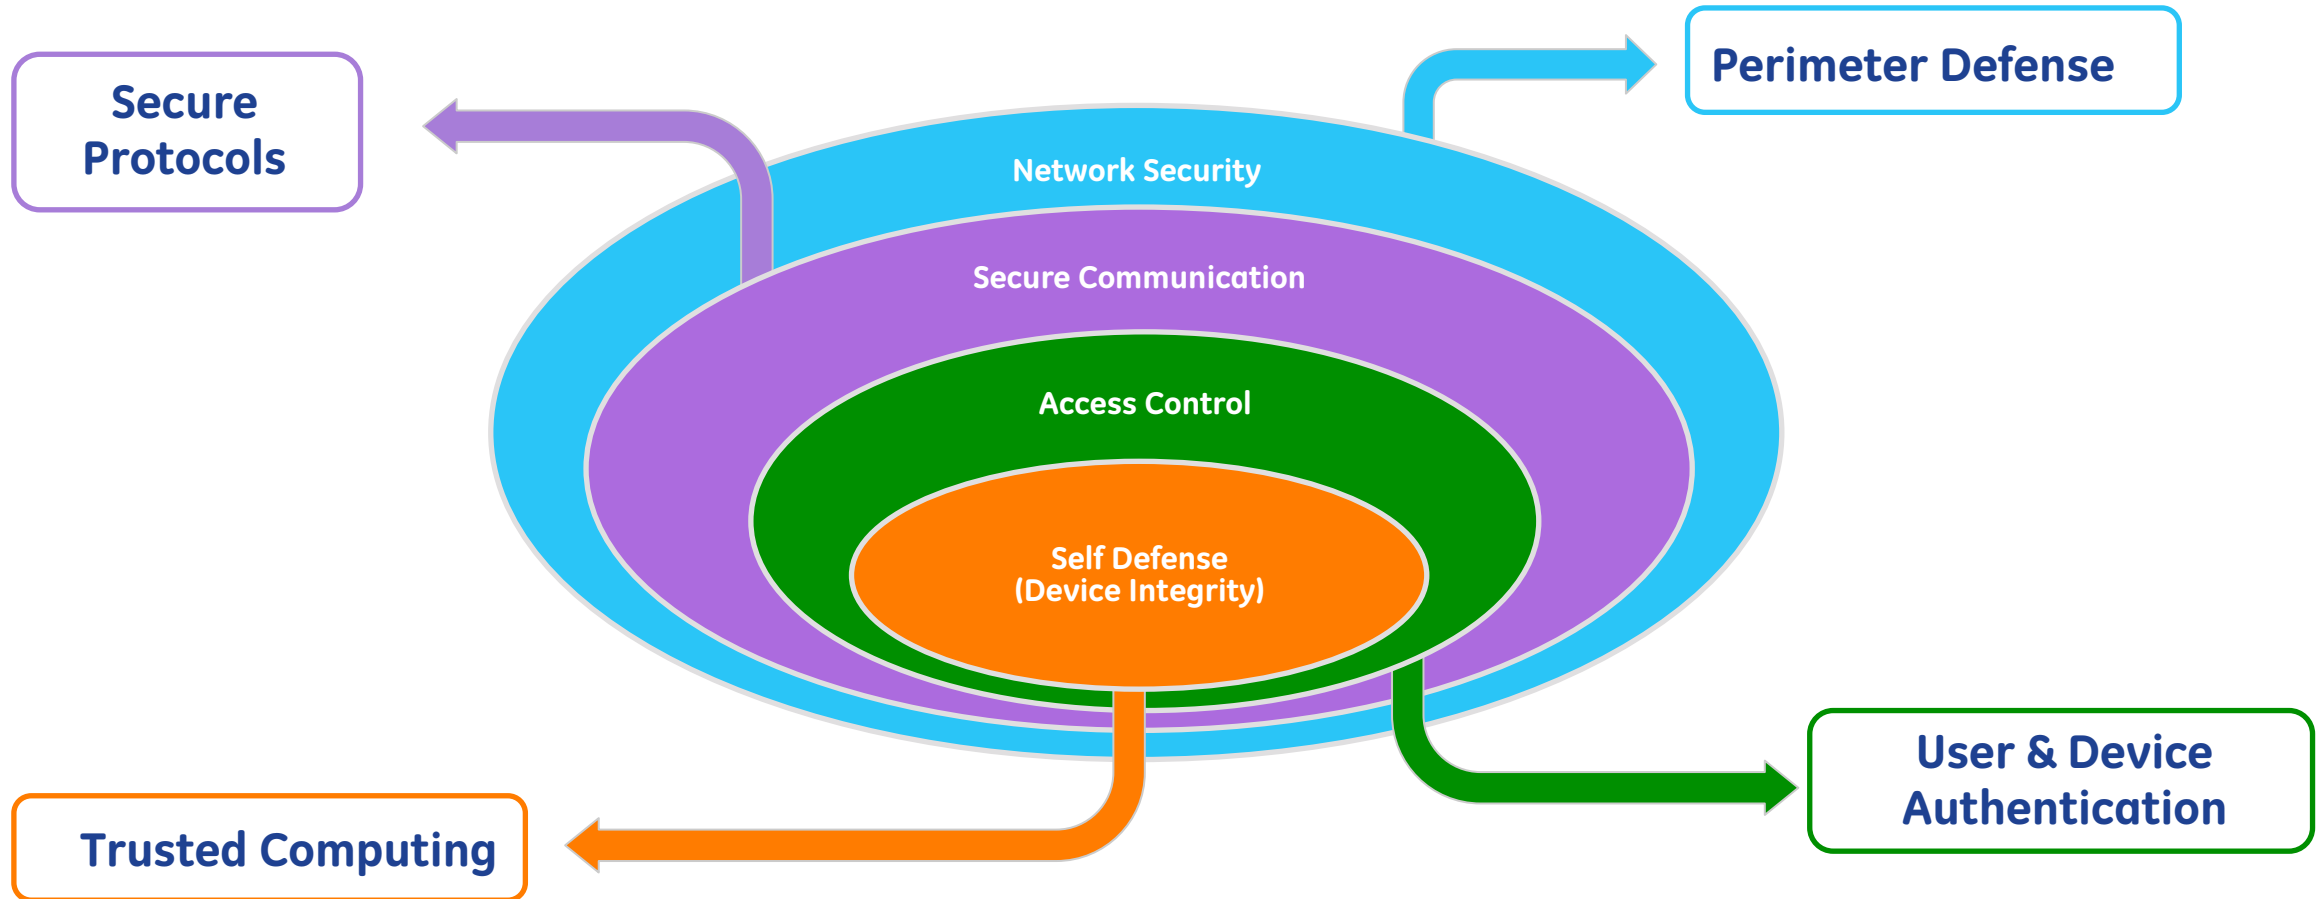 Perimeter Defense
Secure
Protocols
Network Security
Secure Communication
Access Control
Self Defense
(Device Integrity)
User & Device
Authentication
Trusted Computing